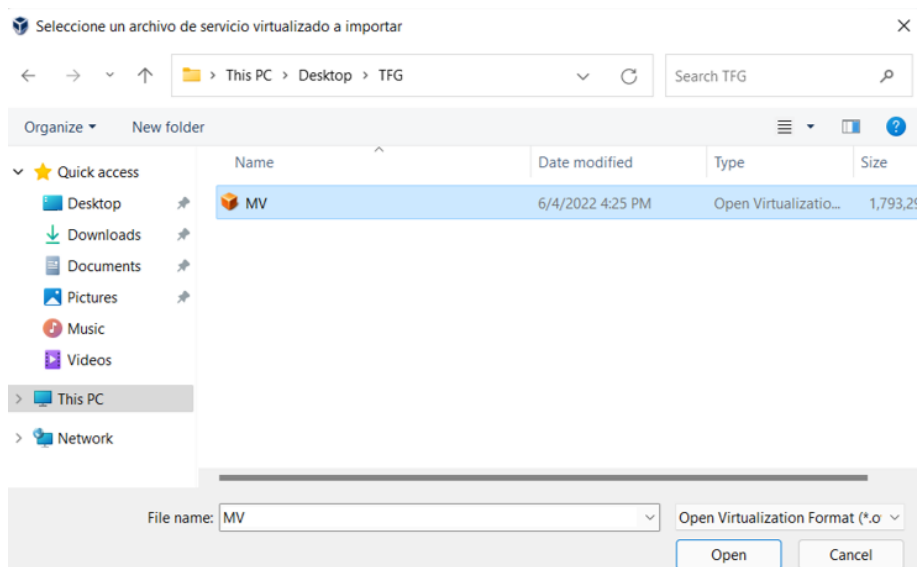 Seleccione un archivo de servicio virtualizado a importar
This PC > Desktop > TFG
Search TFG
Organize
New folder
Name
Date modified
Type
Size
Quick access
MV
6/4/2022 4:25 PM
Open Virtualizatio...
1,793,29
Desktop
Downloads
Documents
Pictures
Music
Videos
This PC
Network
File name: MV
Open Virtualization Format (*.o
Open
Cancel